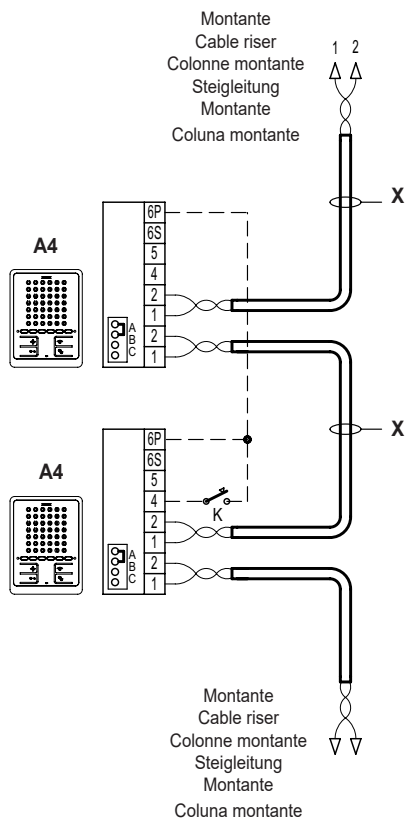 Montante
Cable riser
Colonne montante
Steigleitung
Montante
Coluna montante
1 2
X
A4
6P
6S
5
4
2
1
2
1
A
B
C
X
A4
6P
6S
5
4
2
1
2
1
A
B
C
K
Montante
Cable riser
Colonne montante
Steigleitung
Montante
Coluna montante